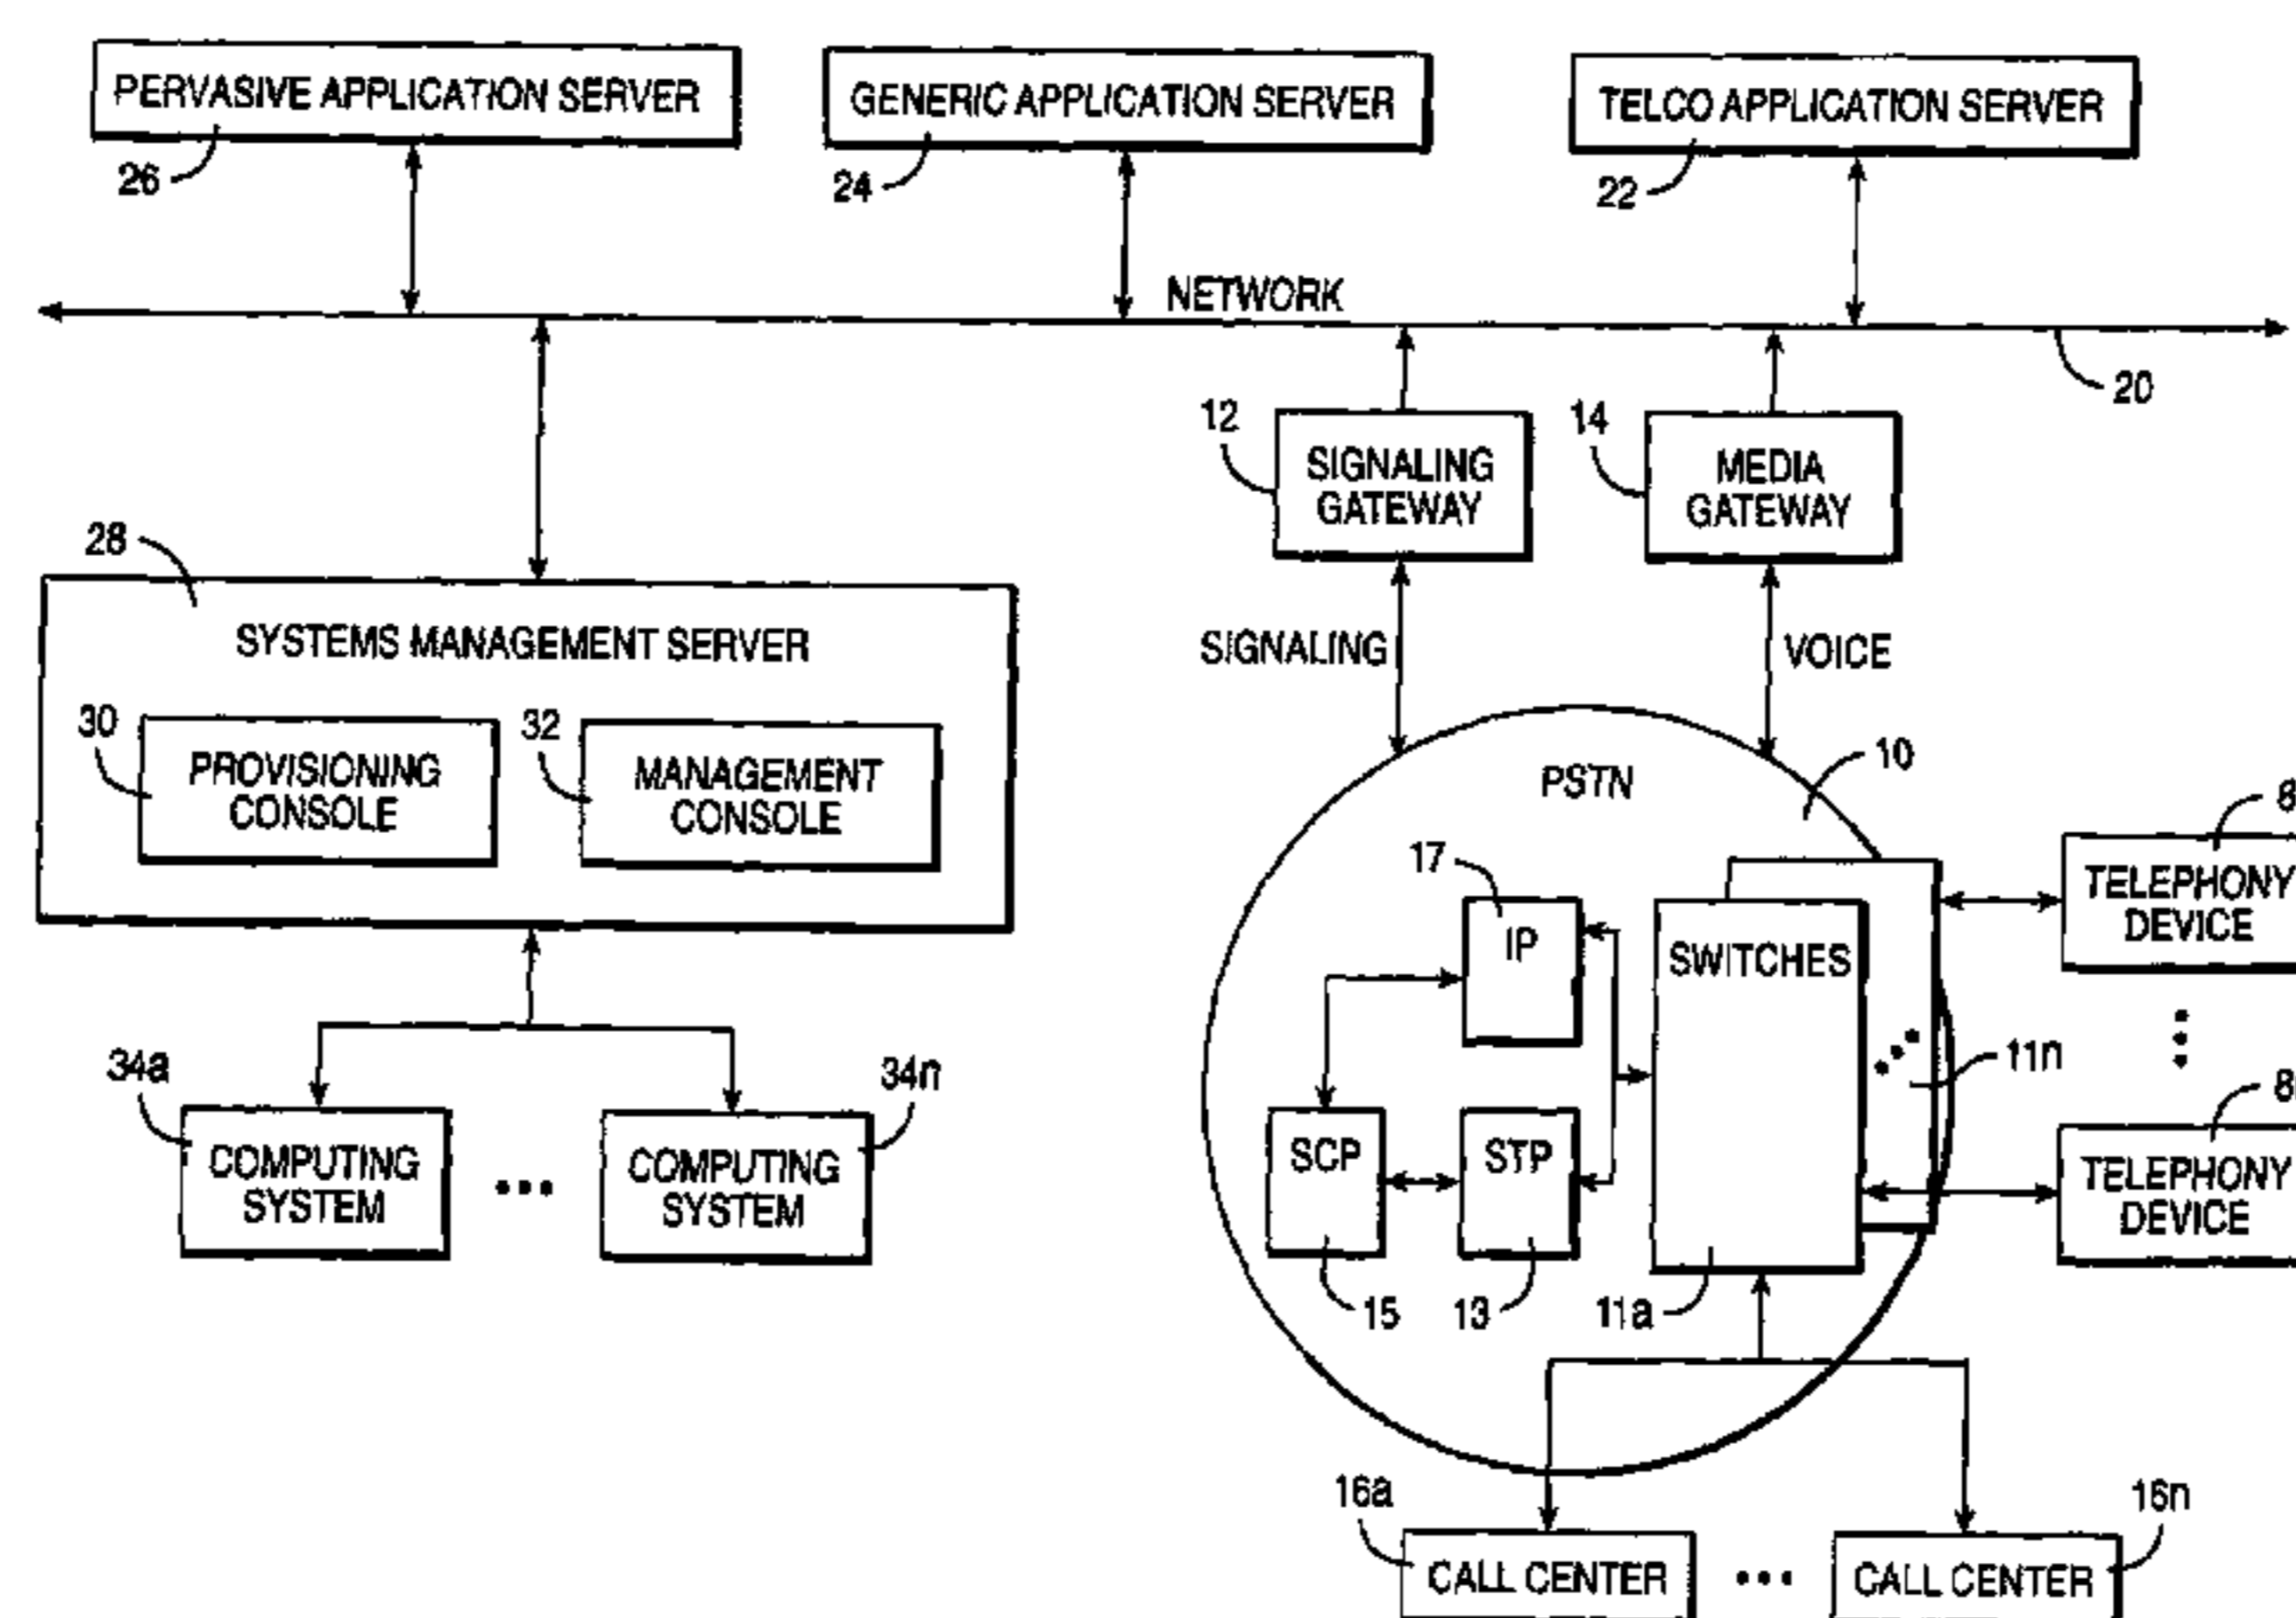 PERVASIVE APPLICATION SERVER
GENERIC APPLICATION SERVER
TELCO APPLICATION SERVER
26
24
22
NETWORK
20
12
SIGNALING
GATEWAY
14
MEDIA
GATEWAY
28
SYSTEMS MANAGEMENT SERVER
30
PROVISIONING
CONSOLE
32
MANAGEMENT
CONSOLE
SIGNALING
VOICE
PSTN
10
8
TELEPHONY
DEVICE
17
IP
SWITCHES
11n
34a
COMPUTING
SYSTEM
34n
COMPUTING
SYSTEM
SCP
STP
8
TELEPHONY
DEVICE
15
13
11a
16a
CALL CENTER
16n
CALL CENTER